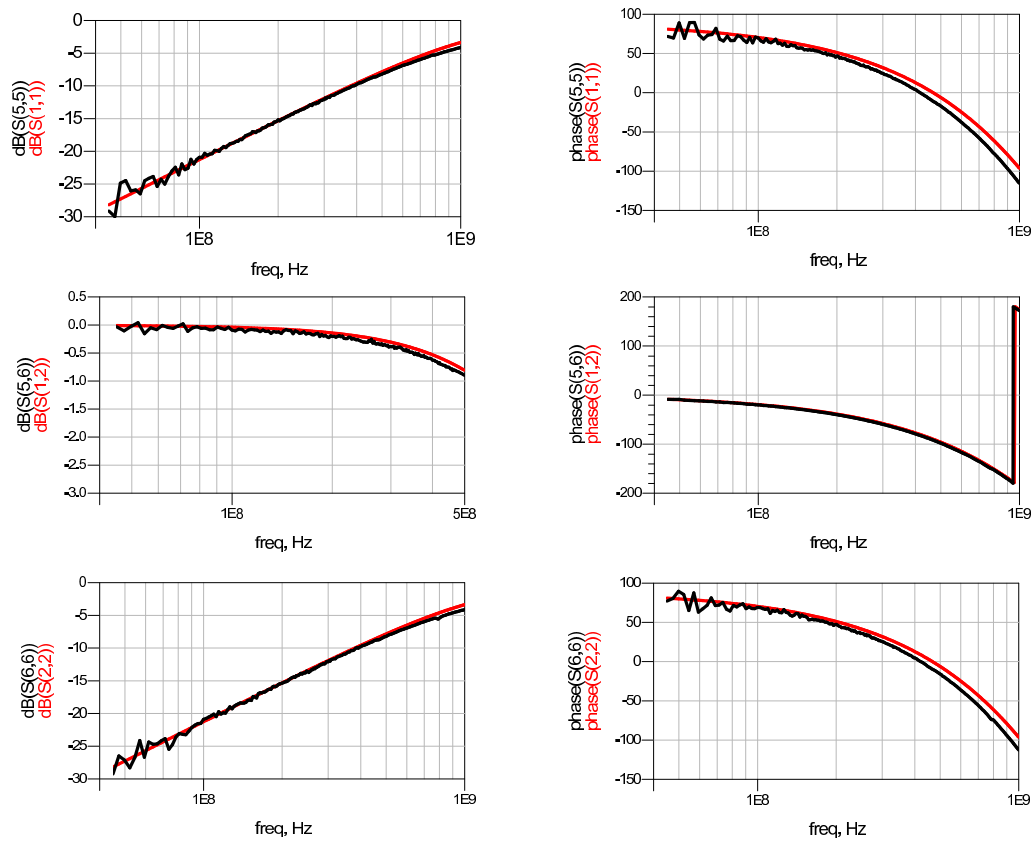 0
-5
-10
-15
-20
-25
-30
1E8
1E9
freq, Hz
dB(S(5,5))
dB(S(1,1))
100
50
0
-50
-100
-150
1E8
1E9
freq, Hz
phase(S(5,5))
phase(S(1,1))
0.5
0.0
-0.5
-1.0
-1.5
-2.0
-2.5
-3.0
1E8
5E8
freq, Hz
dB(S(5,6))
dB(S(1,2))
200
100
0
-100
-200
1E8
1E9
freq, Hz
phase(S(5,6))
phase(S(1,2))
0
-5
-10
-15
-20
-25
-30
1E8
1E9
freq, Hz
dB(S(6,6))
dB(S(2,2))
100
50
0
-50
-100
-150
1E8
1E9
freq, Hz
phase(S(6,6))
phase(S(2,2))